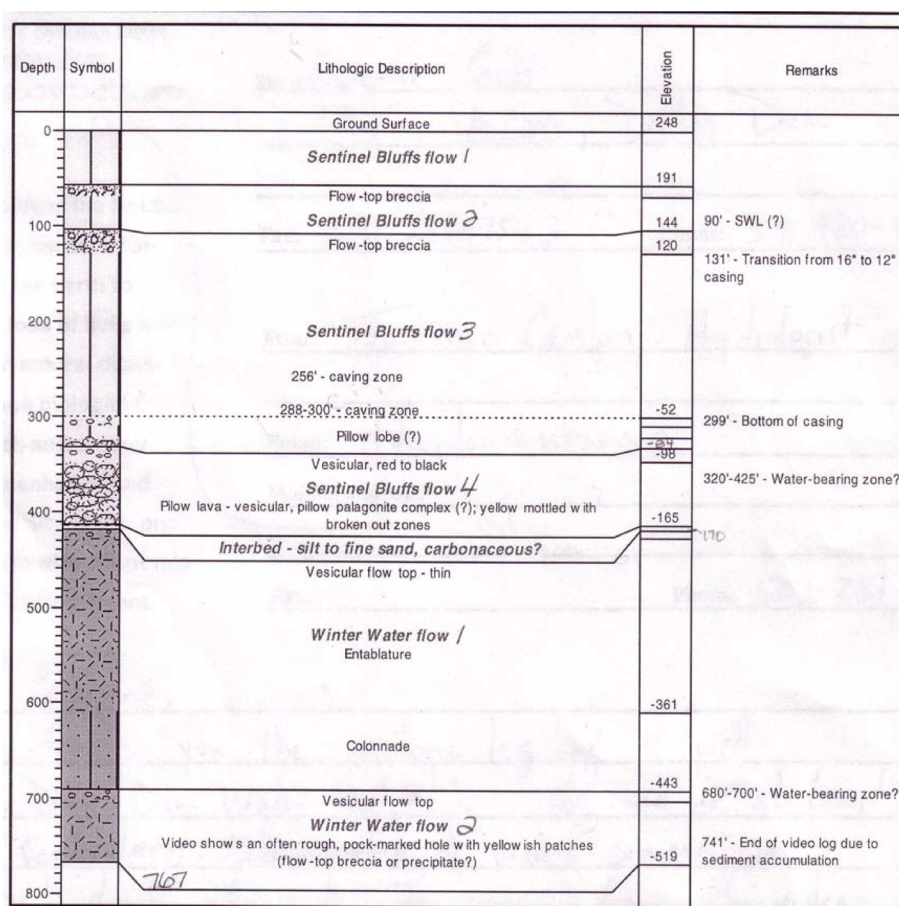 Depth Symbol Lithologic Description Elevation Remarks
0 Ground Surface 248
Sentinel Bluffs flow 1
191
Flow-top breccia
100 Sentinel Bluffs flow 2 144 90' - SWL (?)
Flow-top breccia 120
131' - Transition from 16" to 12"
casing
200
Sentinel Bluffs flow 3
256' - caving zone
300 288-300' - caving zone -52
299' - Bottom of casing
Pillow lobe (?)
-98
Vesicular, red to black
Sentinel Bluffs flow 4 320'-425' - Water-bearing zone?
400 Pilow lava - vesicular, pillow palagonite complex (?); yellow mottled with
broken out zones -165
-170
Interbed - silt to fine sand, carbonaceous?
Vesicular flow top - thin
500
Winter Water flow 1
Entablature
600
-361
Colonnade
-443
700 Vesicular flow top 680'-700' - Water-bearing zone?
Winter Water flow 2
Video shows an often rough, pock-marked hole with yellowish patches
(flow-top breccia or precipitate?) -519
741' - End of video log due to
sediment accumulation
767
800